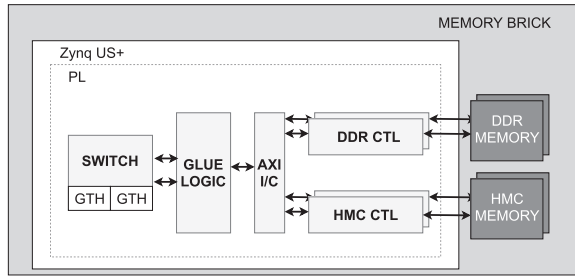 MEMORY BRICK
Zynq US+
PL
SWITCH
GTH GTH
GLUE
LOGIC
AXI
I/C
DDR CTL
HMC CTL
DDR
MEMORY
HMC
MEMORY